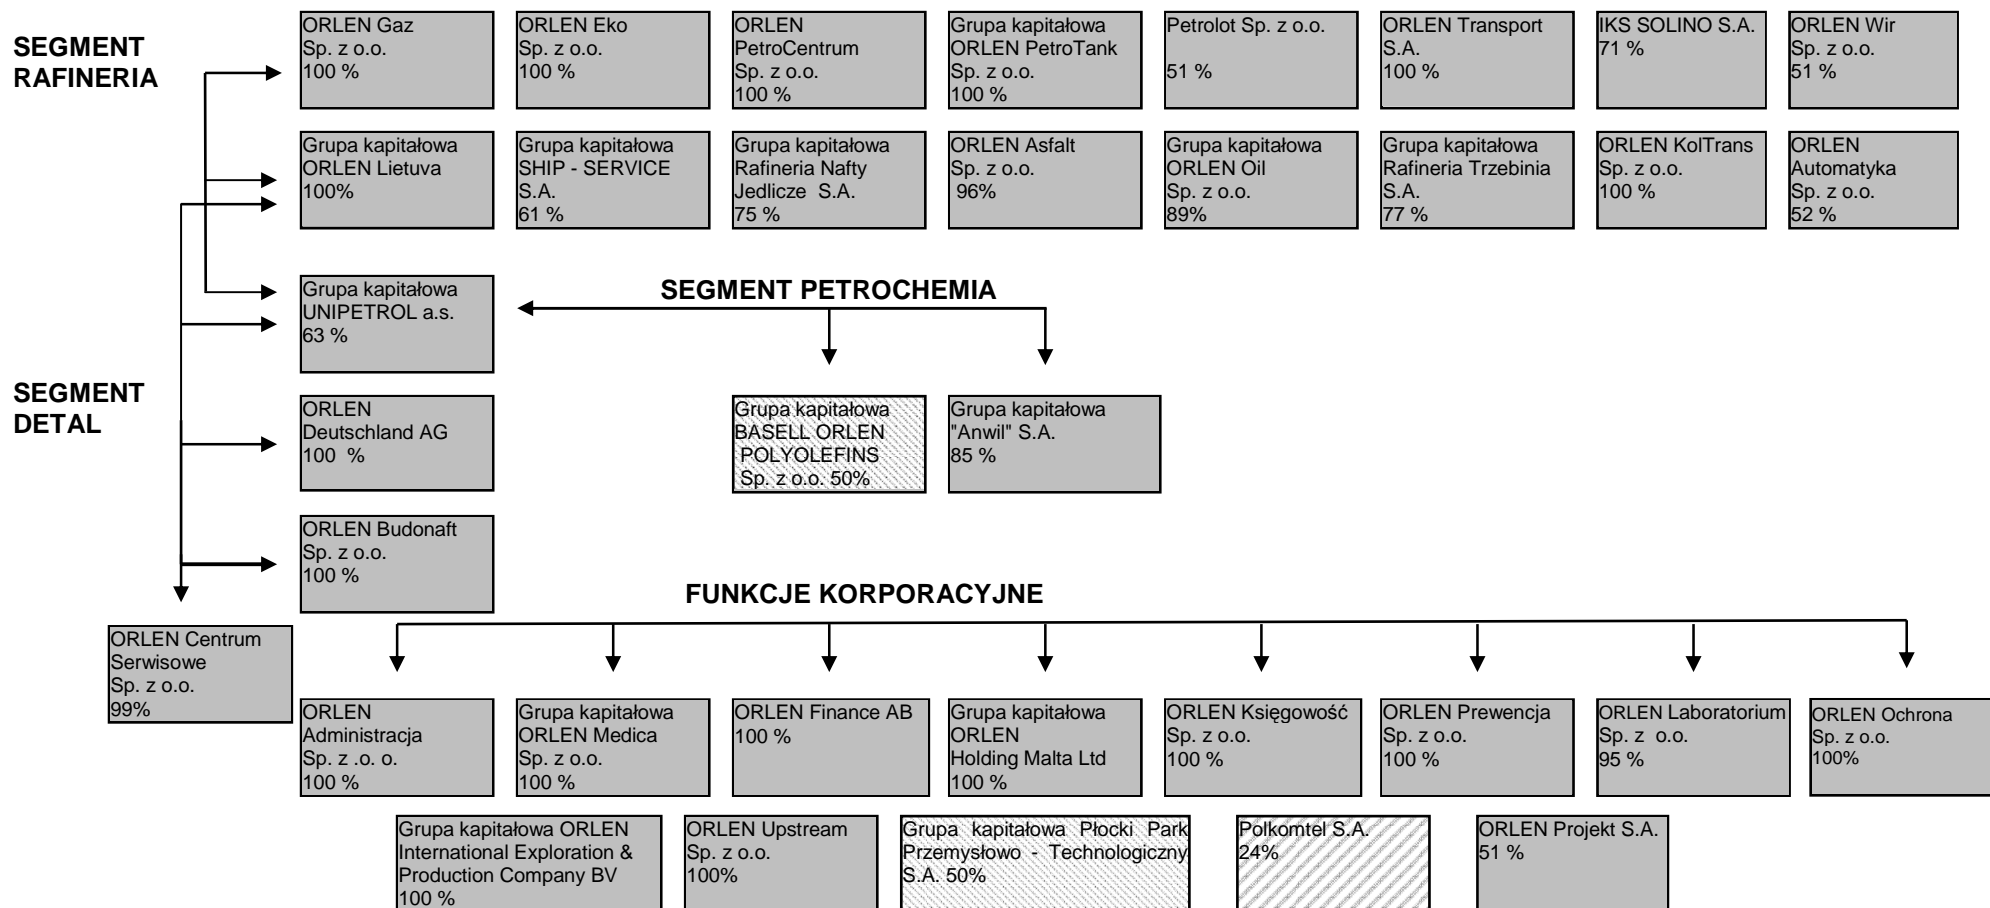 SEGMENT
RAFINERIA
ORLEN Gaz
Sp. z o.o.
100 %
ORLEN Eko
Sp. z o.o.
100 %
ORLEN
PetroCentrum
Sp. z o.o.
100 %
Grupa kapitałowa
ORLEN PetroTank
Sp. z o.o.
100 %
Petrolot Sp. z o.o.
51 %
ORLEN Transport
S.A.
100 %
IKS SOLINO S.A.
71 %
ORLEN Wir
Sp. z o.o.
51 %
Grupa kapitałowa
ORLEN Lietuva
100%
Grupa kapitałowa
SHIP - SERVICE
S.A.
61 %
Grupa kapitałowa
Rafineria Nafty
Jedlicze S.A.
75 %
ORLEN Asfalt
Sp. z o.o.
96%
Grupa kapitałowa
ORLEN Oil
Sp. z o.o.
89%
Grupa kapitałowa
Rafineria Trzebinia
S.A.
77 %
ORLEN KolTrans
Sp. z o.o.
100 %
ORLEN
Automatyka
Sp. z o.o.
52 %
Grupa kapitałowa
UNIPETROL a.s.
63 %
SEGMENT PETROCHEMIA
SEGMENT
DETAL
ORLEN
Deutschland AG
100 %
Grupa kapitałowa
BASELL ORLEN
POLYOLEFINS
Sp. z o.o. 50%
Grupa kapitałowa
"Anwil" S.A.
85 %
ORLEN Budonaft
Sp. z o.o.
100 %
FUNKCJE KORPORACYJNE
ORLEN Centrum
Serwisowe
Sp. z o.o.
99%
ORLEN
Administracja
Sp. z .o. o.
100 %
Grupa kapitałowa
ORLEN Medica
Sp. z o.o.
100 %
ORLEN Finance AB
100 %
Grupa kapitałowa
ORLEN
Holding Malta Ltd
100 %
ORLEN Księgowość
Sp. z o.o.
100 %
ORLEN Prewencja
Sp. z o.o.
100 %
ORLEN Laboratorium
Sp. z o.o.
95 %
ORLEN Ochrona
Sp. z o.o.
100%
Grupa kapitałowa ORLEN
International Exploration &
Production Company BV
100 %
ORLEN Upstream
Sp. z o.o.
100%
Grupa kapitałowa Płocki Park
Przemysłowo - Technologiczny
S.A. 50%
Polkomtel S.A.
24%
ORLEN Projekt S.A.
51 %